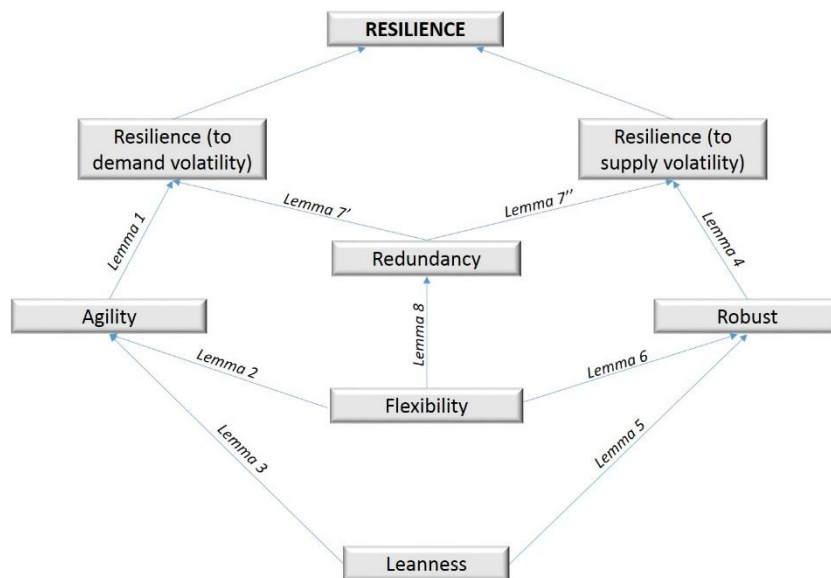 RESILIENCE
Resilience (to
demand volatility)
Resilience (to
supply volatility)
Lemma 1
Lemma 7'
Lemma 7''
Lemma 4
Redundancy
Agility
Robust
Lemma 8
Lemma 2
Lemma 6
Flexibility
Lemma 3
Lemma 5
Leanness